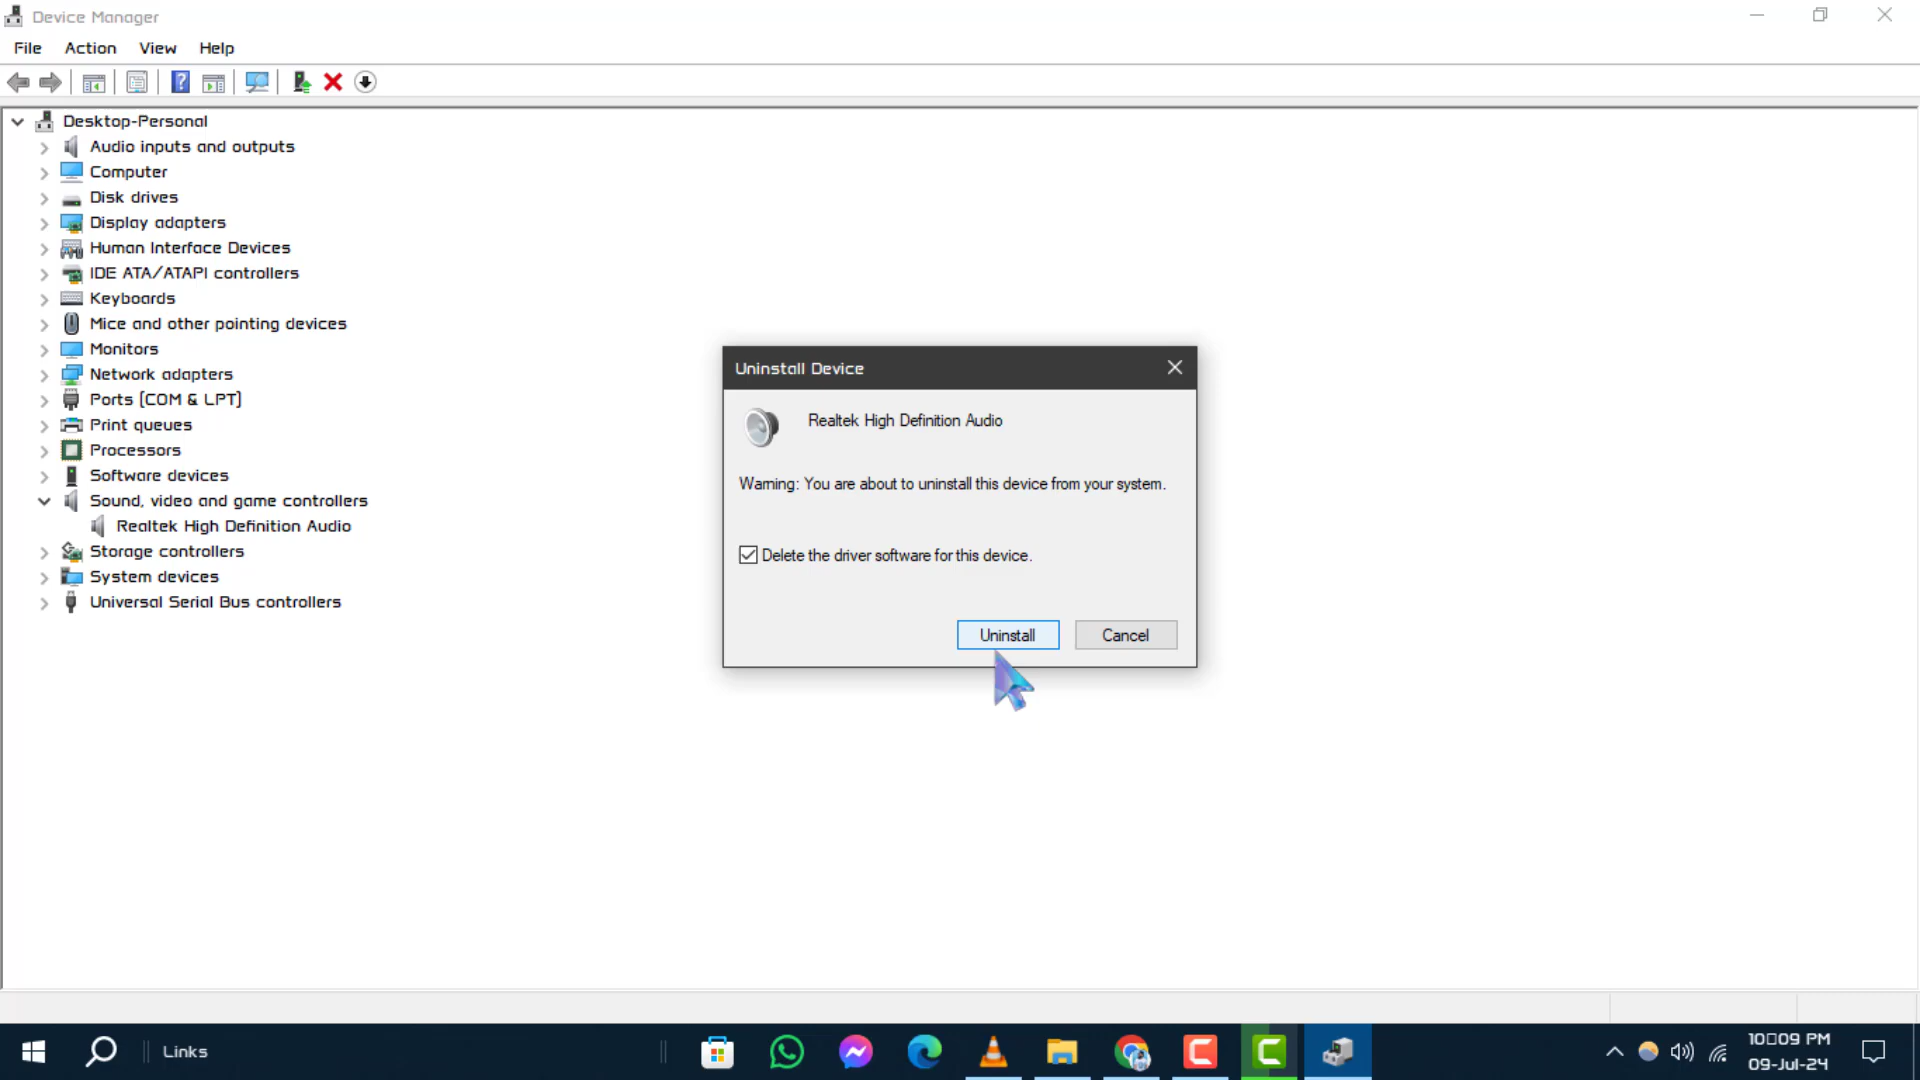 Device Manager
File Action View Help
Desktop-Personal
Audio inputs and outputs
Computer
Disk drives
Display adapters
Human Interface Devices
IDE ATA/ATAPI controllers
Keyboards
Mice and other pointing devices
Monitors
Network adapters
Ports (COM & LPT)
Print queues
Processors
Software devices
Sound, video and game controllers
Realtek High Definition Audio
Storage controllers
System devices
Universal Serial Bus controllers
Uninstall Device
Realtek High Definition Audio
Warning: You are about to uninstall this device from your system.
Delete the driver software for this device.
Uninstall Cancel
Links
10□09 PM
09-Jul-24